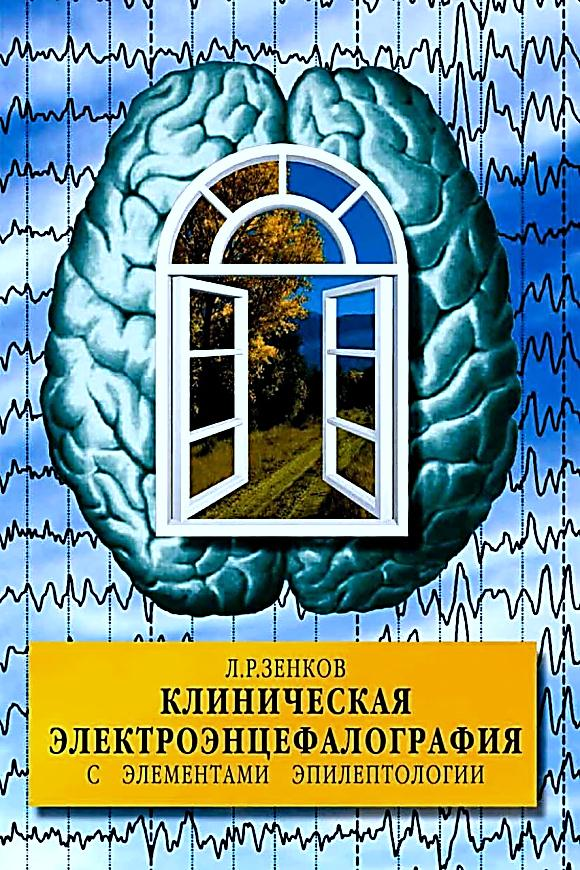 Л.Р.ЗЕНКОВ
КЛИНИЧЕСКАЯ
ЭЛЕКТРОЭНЦЕФАЛОГРАФИЯ
С ЭЛЕМЕНТАМИ ЭПИЛЕПТОЛОГИИ